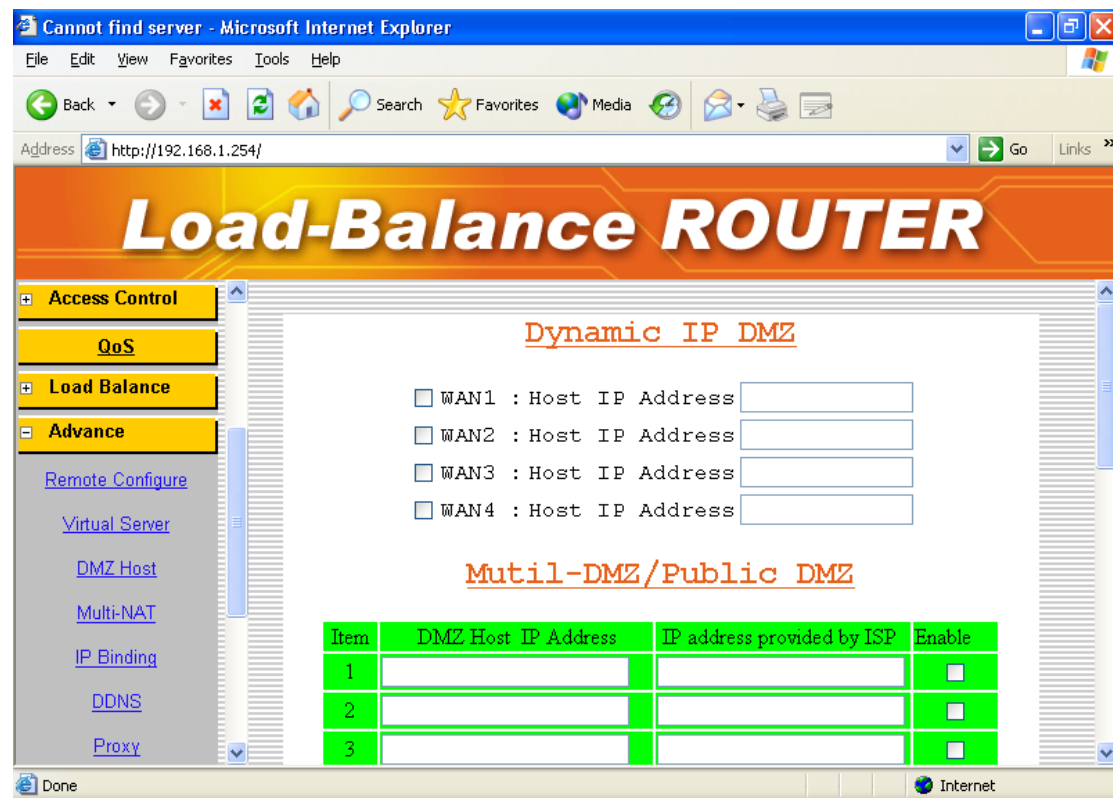 Cannot find server - Microsoft Internet Explorer
File Edit View Favorites Tools Help
Back Search Favorites Media
Address http://192.168.1.254/ Go Links »
Load-Balance ROUTER
Access Control
QoS
Load Balance
Advance
Remote Configure
Virtual Server
DMZ Host
Multi-NAT
IP Binding
DDNS
Proxy
Dynamic IP DMZ
WAN1 : Host IP Address
WAN2 : Host IP Address
WAN3 : Host IP Address
WAN4 : Host IP Address
Mutil-DMZ/Public DMZ
Item DMZ Host IP Address IP address provided by ISP Enable
1
2
3
Done Internet